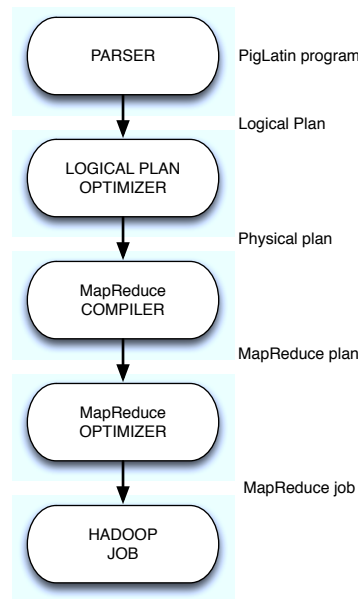 PARSER
PigLatin program
Logical Plan
LOGICAL PLAN
OPTIMIZER
Physical plan
MapReduce
COMPILER
MapReduce plan
MapReduce
OPTIMIZER
MapReduce job
HADOOP
JOB